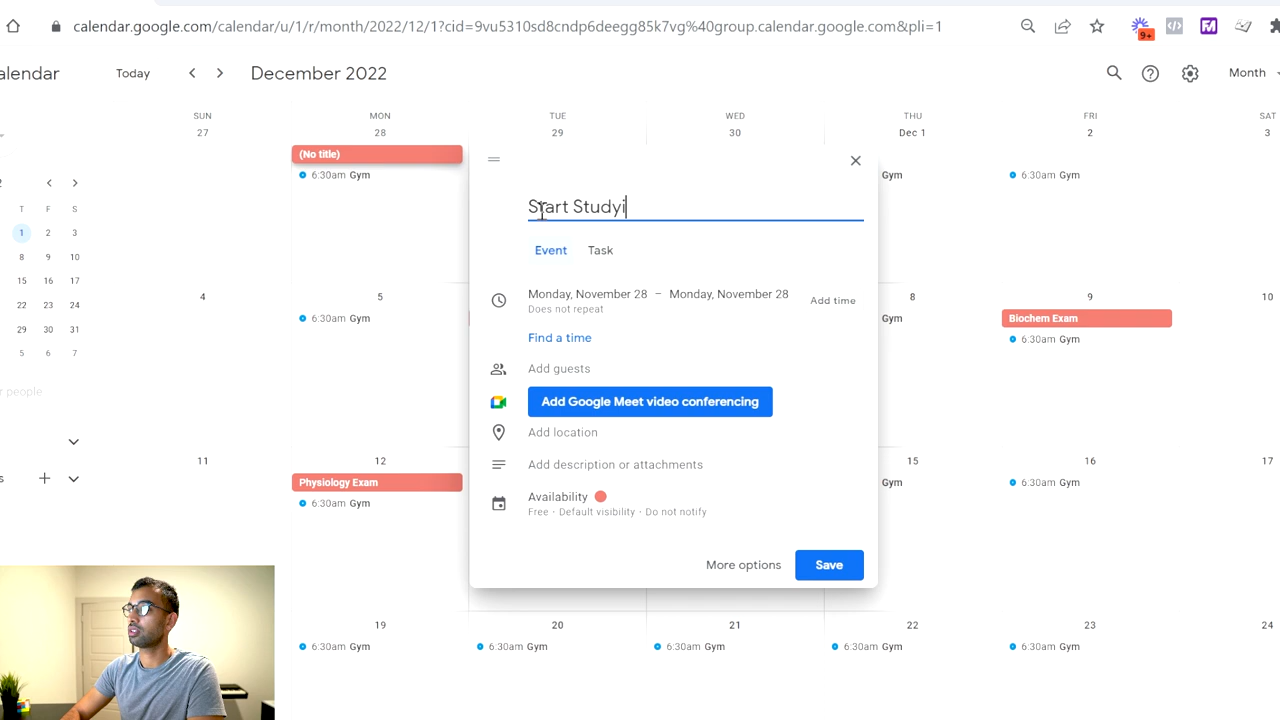 calendar.google.com/calendar/u/1/r/month/2022/12/1?cid=9vu5310sd8cndp6deegg85k7vg%40group.calendar.google.com&pli=1
9+
FM
alendar
Today
December 2022
Month
SUN MON TUE WED THU FRI SAT
27 28 29 30 Dec 1 2 3
(No title)
6:30am Gym
Gym
6:30am Gym
2
T F S
1 2 3
8 9 10
15 16 17
22 23 24
29 30 31
5 6 7
r people
s
Start Studyi
Event Task
Monday, November 28 – Monday, November 28
Add time
Does not repeat
Find a time
Add guests
Add Google Meet video conferencing
Add location
Add description or attachments
Availability
Free · Default visibility · Do not notify
More options
Save
4 5 8 9 10
6:30am Gym
Gym
Biochem Exam
6:30am Gym
11 12 15 16 17
Physiology Exam
6:30am Gym
Gym
6:30am Gym
19 20 21 22 23 24
6:30am Gym
6:30am Gym
6:30am Gym
6:30am Gym
6:30am Gym